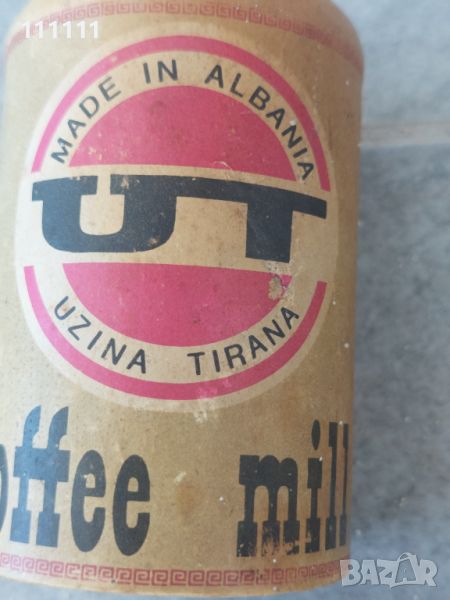 111111
MADE IN ALBANIA
UT
UZINA TIRANA
offee mill
BAZAR